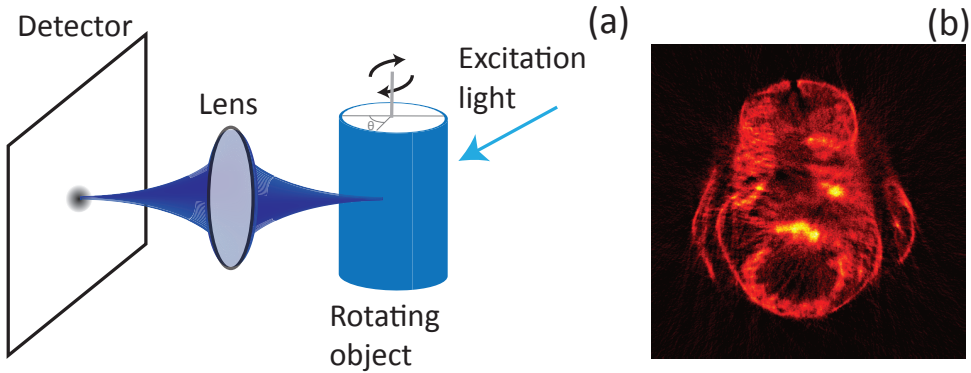 Detector
(a)
(b)
Excitation
light
Lens
θ
Rotating
object